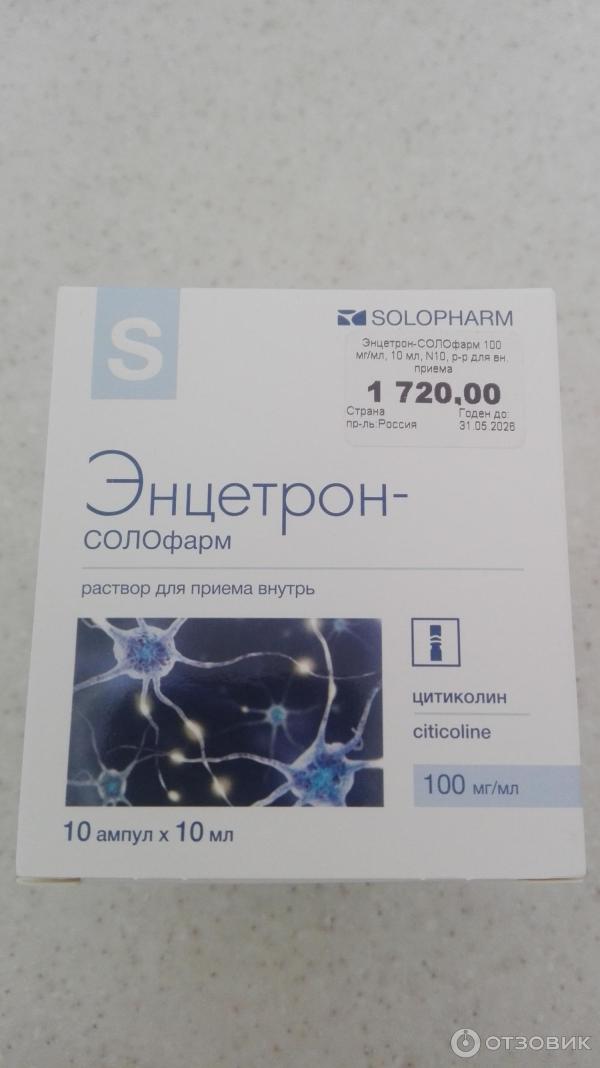 S
SOLOPHARM
Энцетрон-СОЛОфарм 100
мг/мл, 10 мл, N10, р-р для вн.
приема
1 720,00
Страна Годен до:
пр-ль:Россия 31.05.2026
Энцетрон-
СОЛОфарм
раствор для приема внутрь
цитиколин
citicoline
100 мг/мл
10 ампул x 10 мл
ОТЗОВИК